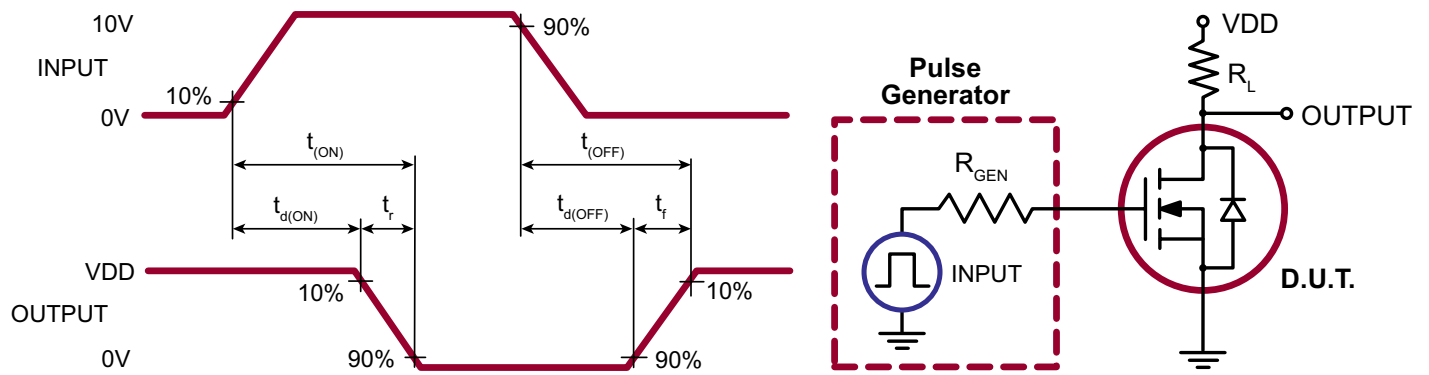 10V
INPUT
10%
0V
90%
t(ON)
t(OFF)
td(ON)
tr
td(OFF)
tf
VDD
10%
10%
OUTPUT
0V
90%
90%
Pulse
Generator
RGEN
INPUT
VDD
RL
OUTPUT
D.U.T.